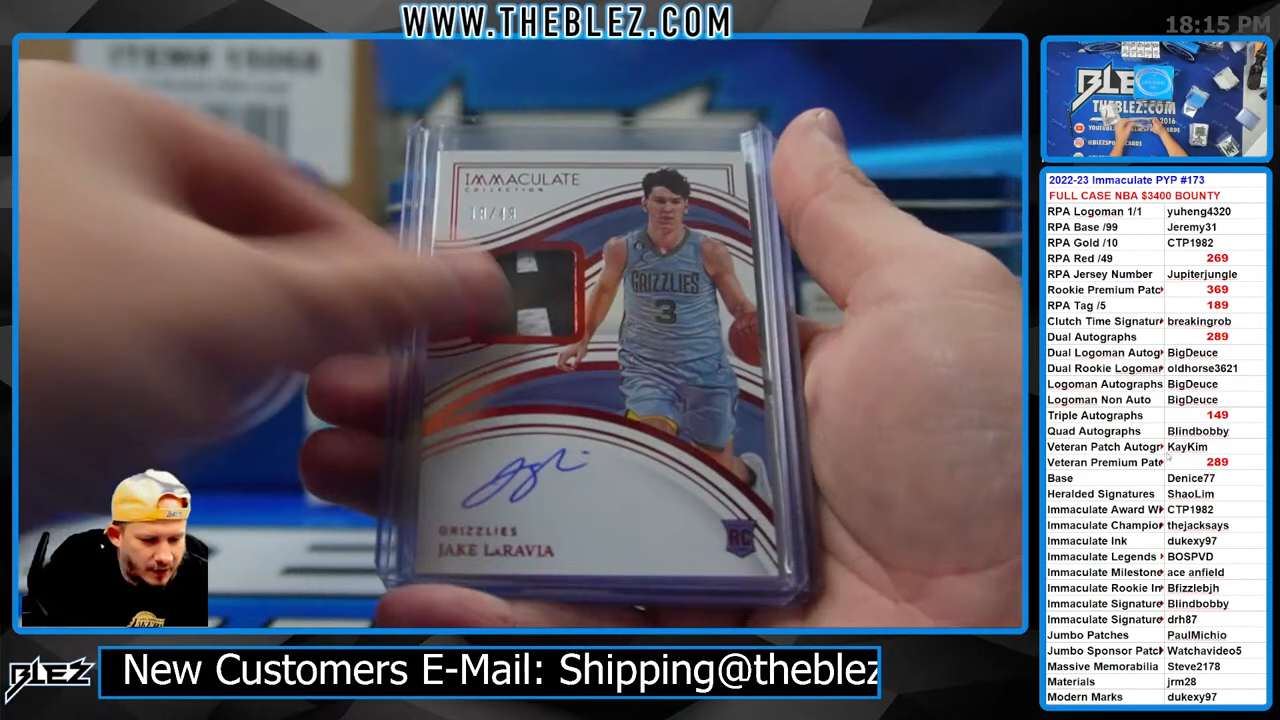 WWW.THEBLEZ.COM
18:15 PM
IMMACULATE
COLLECTION
GRIZZLIES
3
GRIZZLIES
JAKE LaRAVIA
RC
BLEZ
New Customers E-Mail: Shipping@theblez
THEBLEZ.COM
2022-23 Immaculate PYP #173
FULL CASE NBA $3400 BOUNTY
RPA Logoman 1/1 yuheng4320
RPA Base /99 Jeremy31
RPA Gold /10 CTP1982
RPA Red /49 269
RPA Jersey Number Jupiterjungle
Rookie Premium Patc 369
RPA Tag /5 189
Clutch Time Signatur breakingrob
Dual Autographs 289
Dual Logoman Autog BigDeuce
Dual Rookie Logoma oldhorse3621
Logoman Autographs BigDeuce
Logoman Non Auto BigDeuce
Triple Autographs 149
Quad Autographs Blindbobby
Veteran Patch Autogr KayKim
Veteran Premium Pat 289
Base Denice77
Heralded Signatures ShaoLim
Immaculate Award Wi CTP1982
Immaculate Champio thejacksays
Immaculate Ink dukexy97
Immaculate Legends BOSPVD
Immaculate Milestone ace anfield
Immaculate Rookie In Bfizzlebjh
Immaculate Signature Blindbobby
Immaculate Signature drh87
Jumbo Patches PaulMichio
Jumbo Sponsor Patc Watchavideo5
Massive Memorabilia Steve2178
Materials jrm28
Modern Marks dukexy97